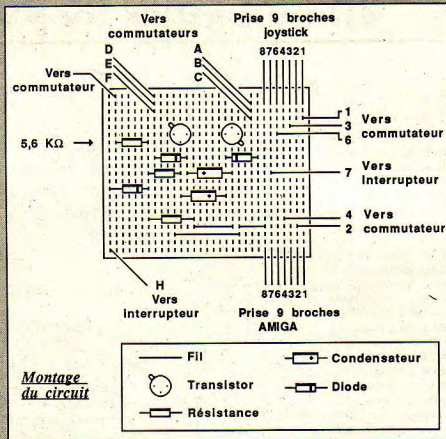 Vers
commutateurs
Prise 9 broches
joystick
D
E
F
A
B
C
87643321
Vers
commutateur
1
3
6
Vers
commutateur
5,6 KΩ
7
Vers
interrupteur
4
2
Vers
commutateur
H
Vers
interrupteur
8764321
Prise 9 broches
AMIGA
Montage
du circuit
Fil
Transistor
Résistance
Condensateur
Diode